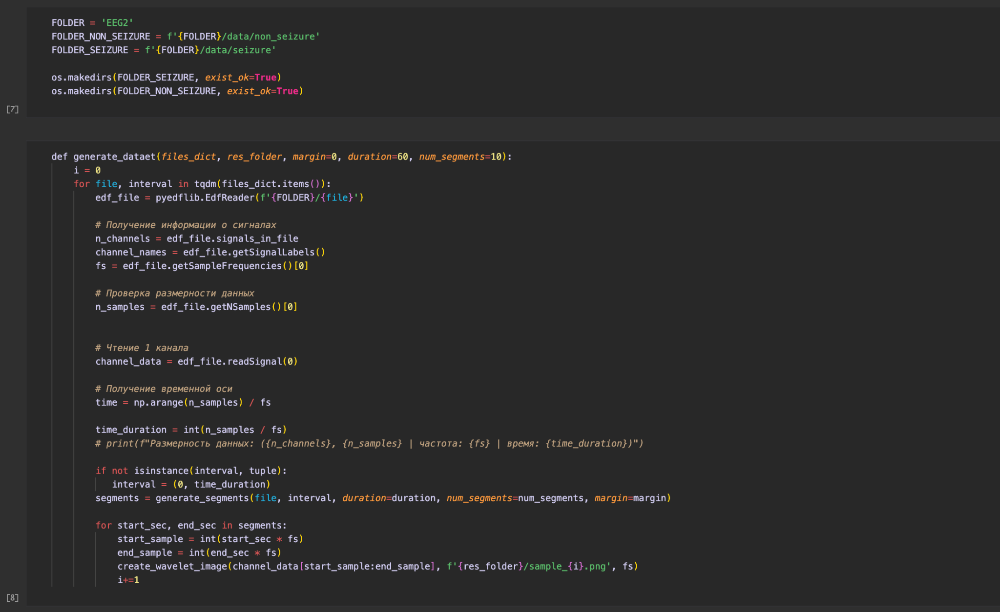 FOLDER = 'EEG2'
FOLDER_NON_SEIZURE = f'{FOLDER}/data/non_seizure'
FOLDER_SEIZURE = f'{FOLDER}/data/seizure'
os.makedirs(FOLDER_SEIZURE, exist_ok=True)
os.makedirs(FOLDER_NON_SEIZURE, exist_ok=True)
[7]
def generate_dataet(files_dict, res_folder, margin=0, duration=60, num_segments=10):
    i = 0
    for file, interval in tqdm(files_dict.items()):
        edf_file = pyedflib.EdfReader(f'{FOLDER}/{file}')
        # Получение информации о сигналах
        n_channels = edf_file.signals_in_file
        channel_names = edf_file.getSignalLabels()
        fs = edf_file.getSampleFrequencies()[0]
        # Проверка размерности данных
        n_samples = edf_file.getNSamples()[0]
        # Чтение 1 канала
        channel_data = edf_file.readSignal(0)
        # Получение временной оси
        time = np.arange(n_samples) / fs
        time_duration = int(n_samples / fs)
        # print(f"Размерность данных: ({n_channels}, {n_samples} | частота: {fs} | время: {time_duration})")
        if not isinstance(interval, tuple):
           interval = (0, time_duration)
        segments = generate_segments(file, interval, duration=duration, num_segments=num_segments, margin=margin)
        for start_sec, end_sec in segments:
            start_sample = int(start_sec * fs)
            end_sample = int(end_sec * fs)
            create_wavelet_image(channel_data[start_sample:end_sample], f'{res_folder}/sample_{i}.png', fs)
            i+=1
[8]